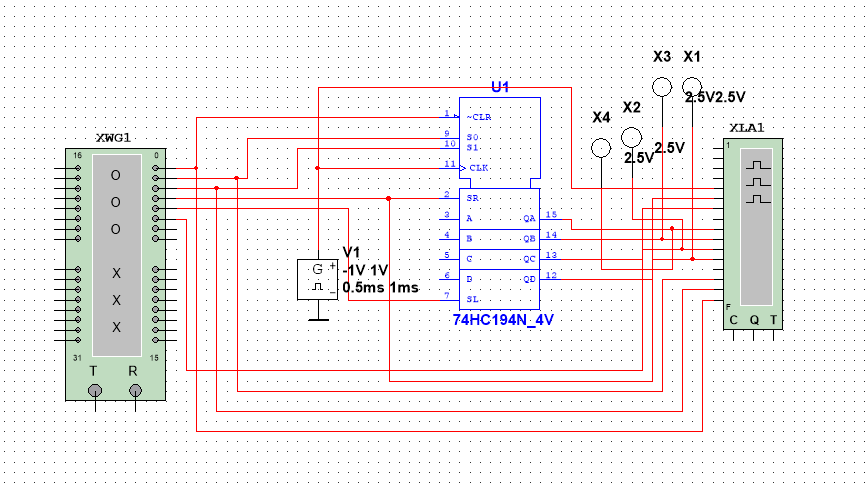 X3 X1
U1
2.5V2.5V
X2
X4
1 ~CLR
XLA1
9 S0
XWG1
10 S1
1
2.5V
2.5V
16 0
11 CLK
O
2 SR
O
3 A QA 15
O
4 B QB 14
V1
5 C QC 13
G + -1V 1V
X
6 D QD 12
0.5ms 1ms
X
7 SL
F
74HC194N_4V
C Q T
X
31 15
T R